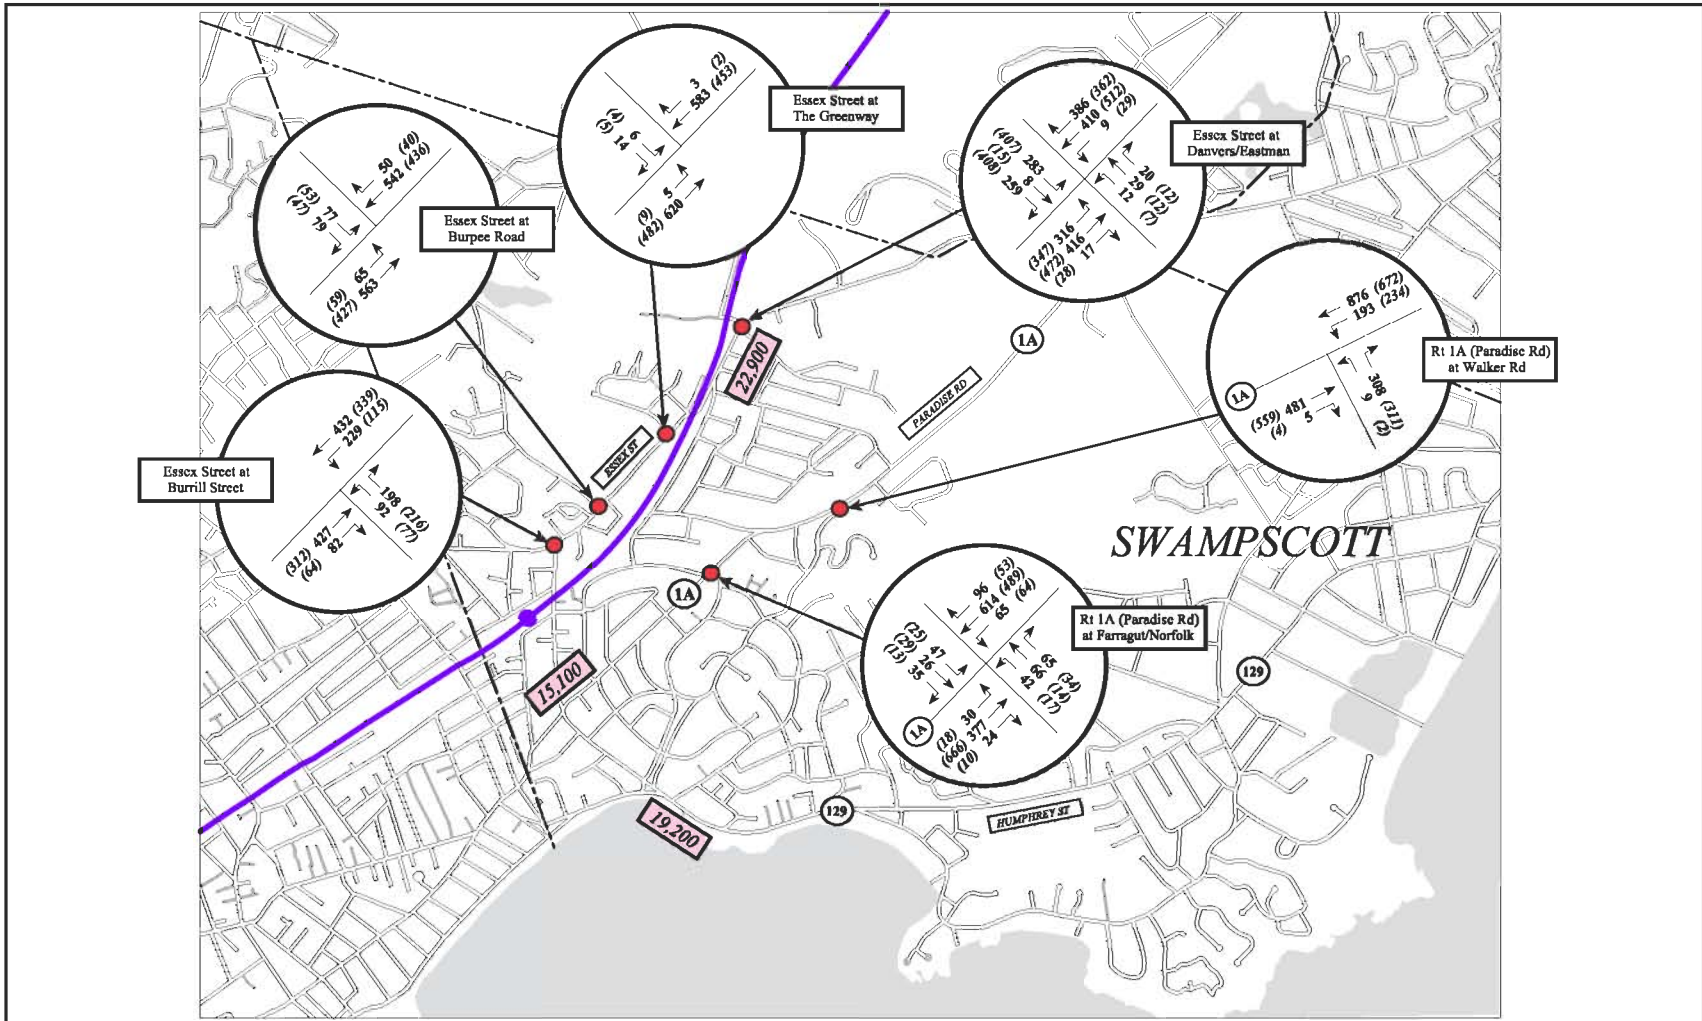 (2)
3
583 (453)
(4)
6
(5) 14
(9) 5
(482) 620
Essex Street at
The Greenway
386 (362)
410 (512)
9 (29)
(407) 283
(15) 8
(408) 259
20 (12)
29 (12)
12 (7)
(347) 316
(472) 416
(28) 17
Essex Street at
Danvers/Eastman
50 (40)
542 (436)
(53) 77
(47) 79
(59) 65
(427) 563
Essex Street at
Burpee Road
876 (672)
193 (234)
308 (311)
9 (2)
1A
(559) 481
(4) 5
Rt 1A (Paradise Rd)
at Walker Rd
1A
22,900
PARADISE RD
ESSEX ST
432 (339)
229 (115)
198 (216)
92 (77)
(312) 427
(64) 82
Essex Street at
Burrill Street
SWAMPSCOTT
1A
96 (53)
614 (489)
65 (64)
(25) 47
(29) 26
(13) 35
(34)
(14)
42 (17)
1A
(18) 30
(666) 377
(10) 24
Rt 1A (Paradise Rd)
at Farragut/Norfolk
129
15,100
19,200
129
HUMPHREY ST